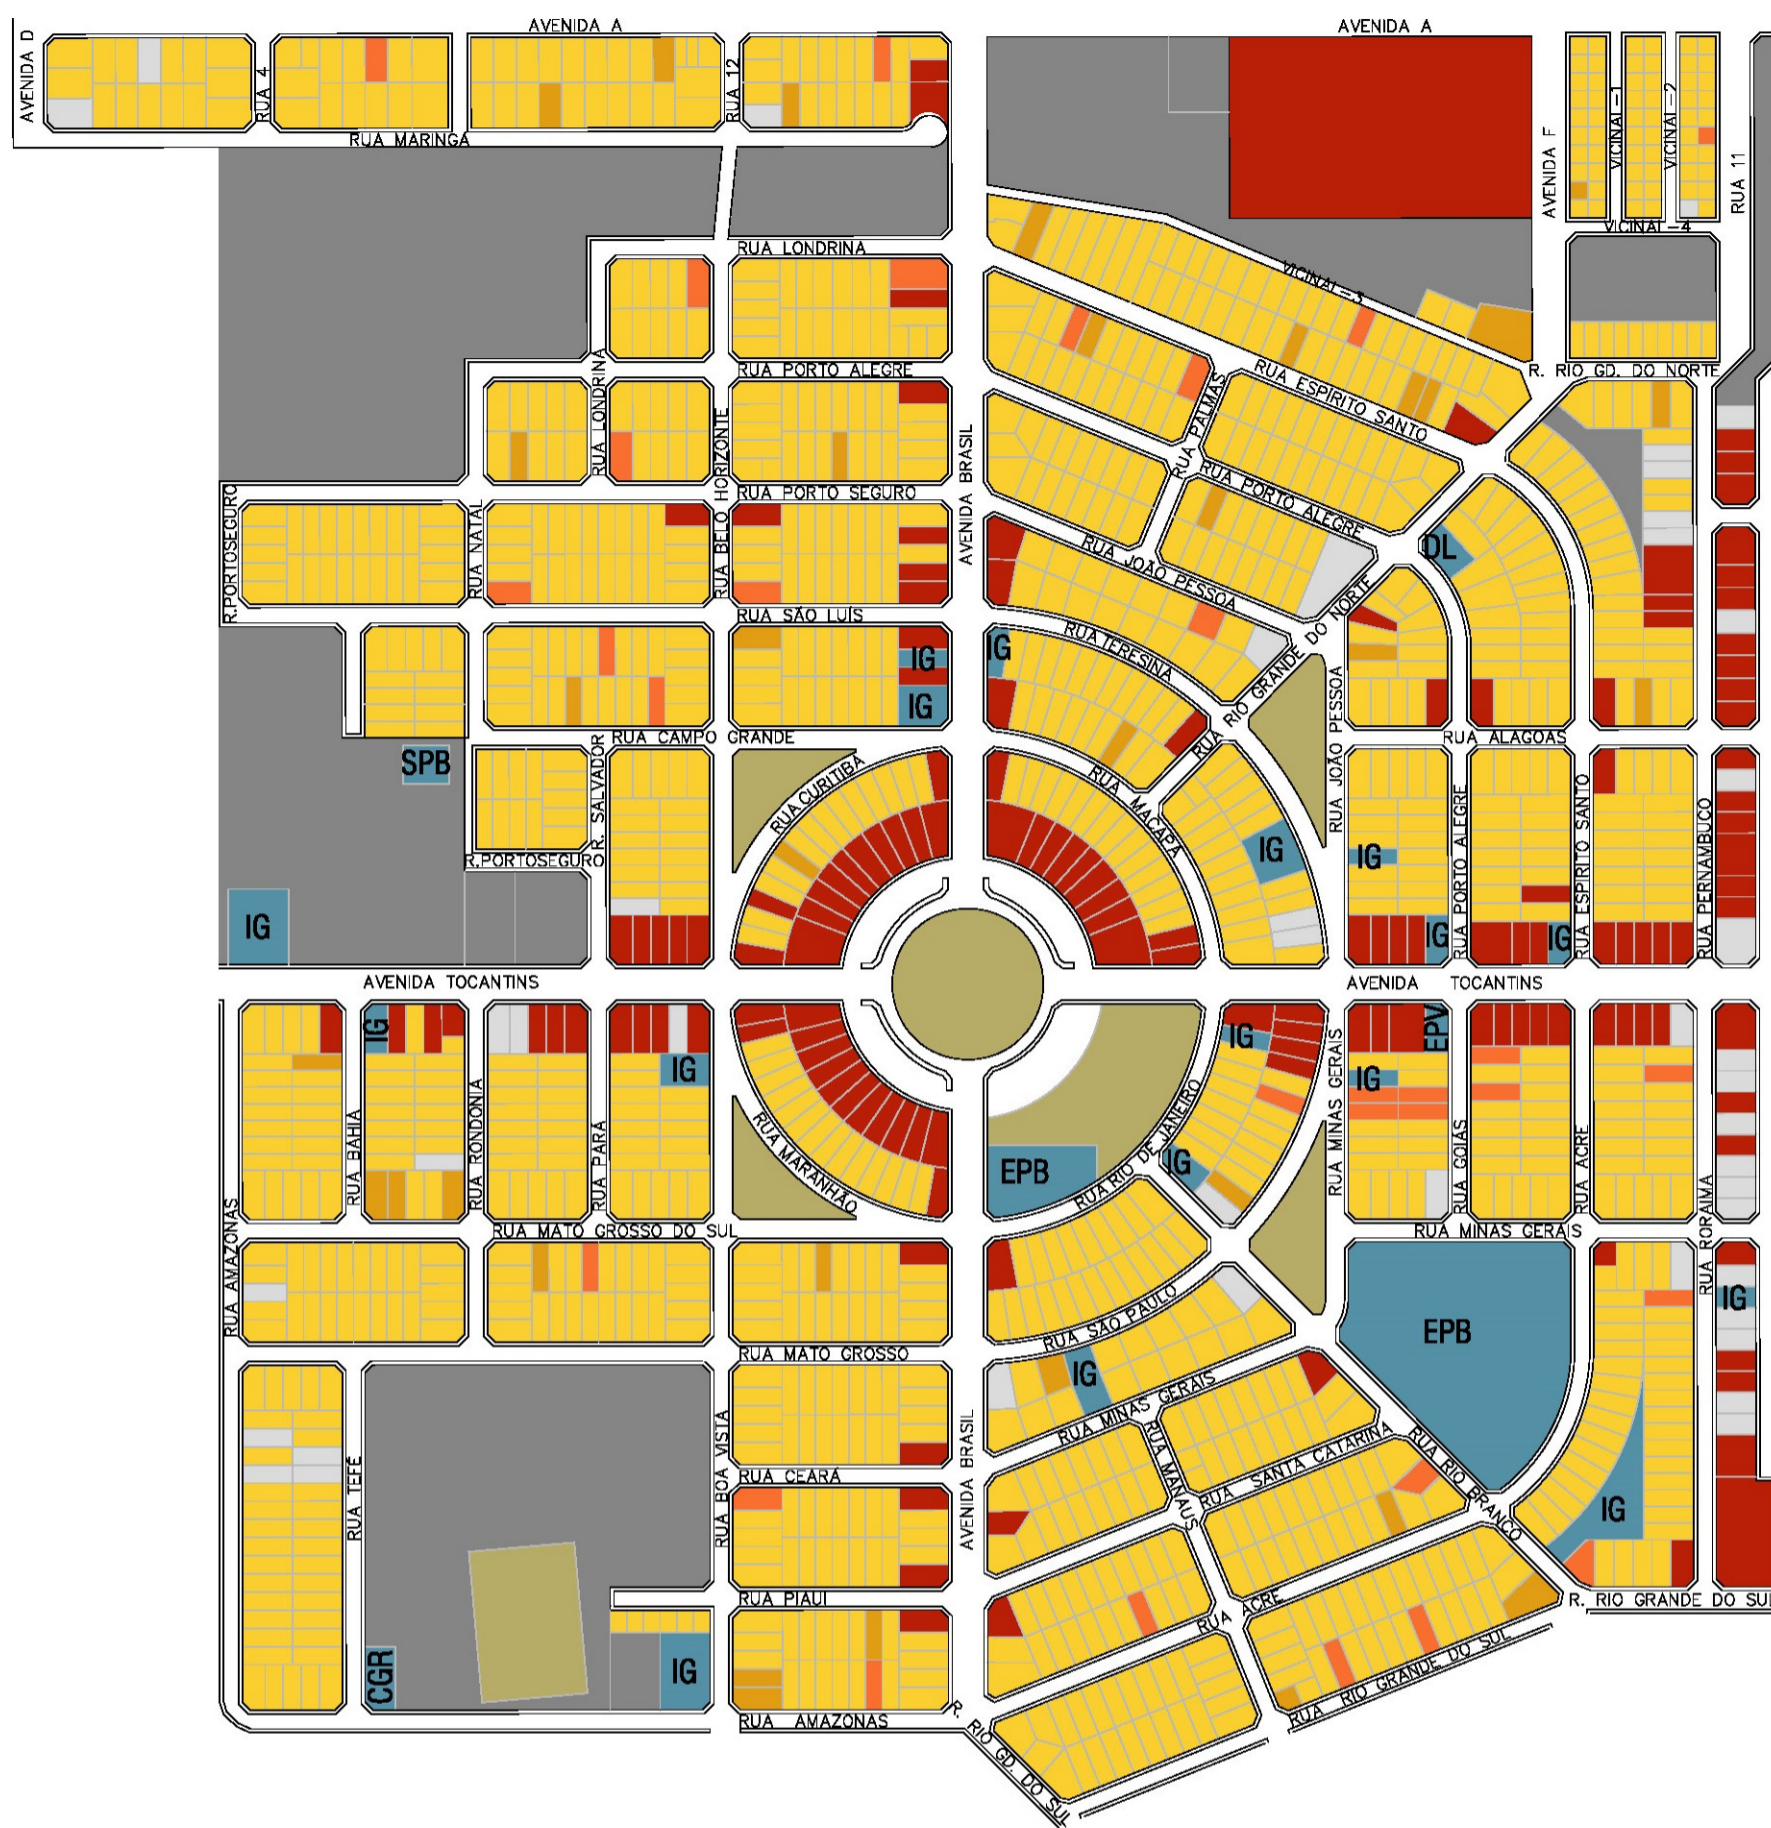 AVENIDA A
AVENIDA A
AVENIDA D
RUA 4
RUA 12
RUA MARINGÁ
AVENIDA F
VICINAL-1
VICINAL-2
RUA 11
VICINAL-4
RUA LONDRINA
VICINAL-3
RUA LONDRINA
RUA PORTO ALEGRE
RUA ESPIRITO SANTO
R. RIO GD. DO NORTE
RUA PALMAS
RUA BELO HORIZONTE
AVENIDA BRASIL
RUA PORTO SEGURO
RUA PORTO ALEGRE
R.PORTOSEGURO
RUA NATAL
RUA JOÃO PESSOA
DL
RUA SÃO LUÍS
RUA TERESINA
RUA RIO GRANDE DO NORTE
IG
IG
IG
RUA JOÃO PESSOA
RUA CAMPO GRANDE
RUA ALAGOAS
SPB
R. SALVADOR
RUA CURITIBA
RUA MACAPÁ
RUA PORTO ALEGRE
RUA ESPIRITO SANTO
RUA PERNAMBUCO
R.PORTOSEGURO
IG
IG
IG
IG
IG
AVENIDA TOCANTINS
AVENIDA TOCANTINS
IG
IG
EPV
IG
IG
RUA BAHIA
RUA RONDONIA
RUA PARÁ
RUA MARANHÃO
EPB
RUA RIO DE JANEIRO
IG
RUA MINAS GERAIS
RUA GOIÁS
RUA ACRE
RUA AMAZONAS
RUA MATO GROSSO DO SUL
RUA MINAS GERAIS
RUA RORAIMA
IG
RUA SÃO PAULO
EPB
RUA MATO GROSSO
IG
RUA MINAS GERAIS
RUA TEFÉ
RUA BOA VISTA
RUA CEARÁ
AVENIDA BRASIL
RUA MANAUS
RUA SANTA CATARINA
RUA RIO BRANCO
IG
RUA PIAUI
RUA ACRE
R. RIO GRANDE DO SUL
CGR
IG
RUA AMAZONAS
R. RIO GD. DO SUL
RUA RIO GRANDE DO SUL